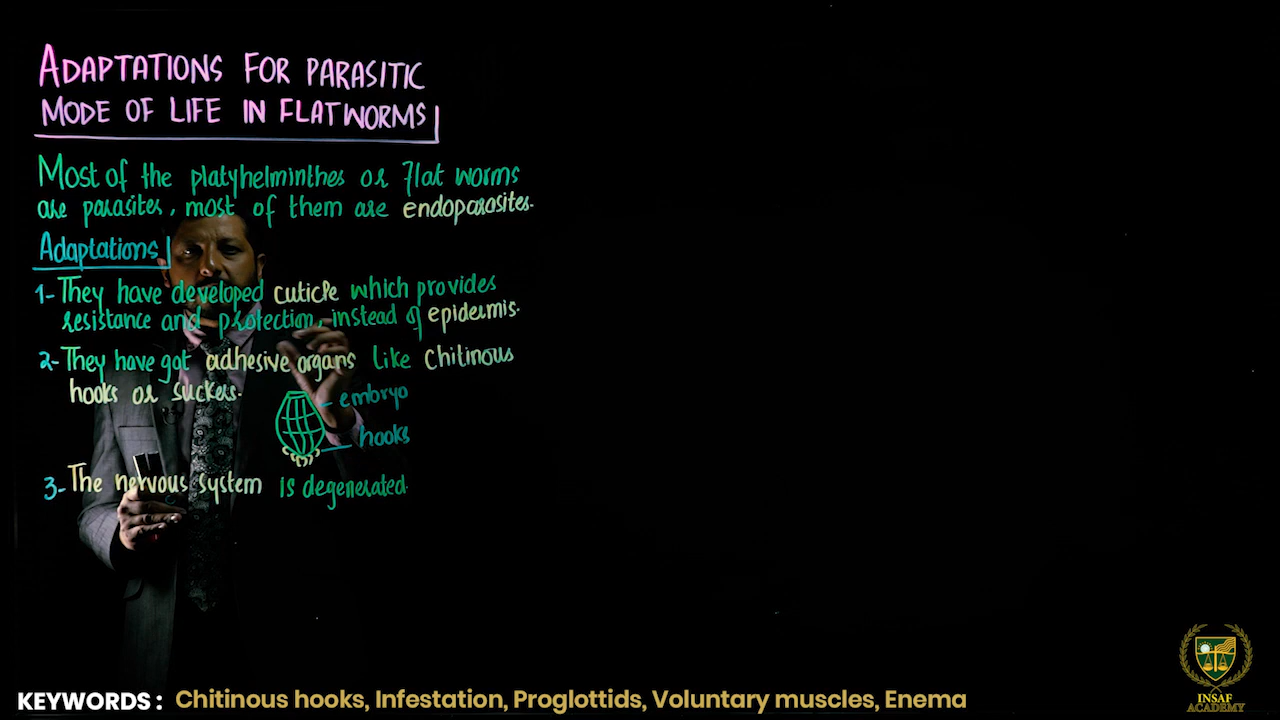 ADAPTATIONS FOR PARASITIC
MODE OF LIFE IN FLATWORMS
Most of the platyhelminthes or Flat worms
are parasites, most of them are endoparasites.
Adaptations
1- They have developed cuticle which provides
resistance and protection, instead of epidermis.
2- They have got adhesive organs like chitinous
hooks or suckers.
embryo
hooks
3- The nervous system is degenerated.
KEYWORDS : Chitinous hooks, Infestation, Proglottids, Voluntary muscles, Enema
INSAF
ACADEMY